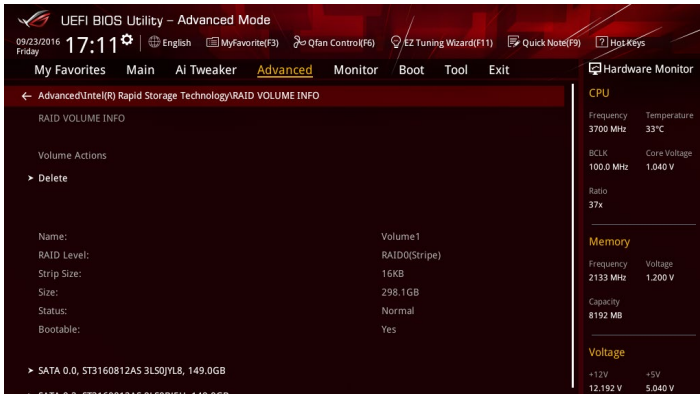 UEFI BIOS Utility – Advanced Mode
09/23/2016
Friday
17:11
English
MyFavorite(F3)
Qfan Control(F6)
EZ Tuning Wizard(F11)
Quick Note(F9)
Hot Keys
My Favorites Main Ai Tweaker Advanced Monitor Boot Tool Exit
Hardware Monitor
← Advanced\Intel(R) Rapid Storage Technology\RAID VOLUME INFO
RAID VOLUME INFO
Volume Actions
> Delete
Name: Volume1
RAID Level: RAID0(Stripe)
Strip Size: 16KB
Size: 298.1GB
Status: Normal
Bootable: Yes
> SATA 0.0, ST3160812AS 3LS0JYL8, 149.0GB
CPU
Frequency Temperature
3700 MHz 33°C
BCLK Core Voltage
100.0 MHz 1.040 V
Ratio
37x
Memory
Frequency Voltage
2133 MHz 1.200 V
Capacity
8192 MB
Voltage
+12V +5V
12.192 V 5.040 V